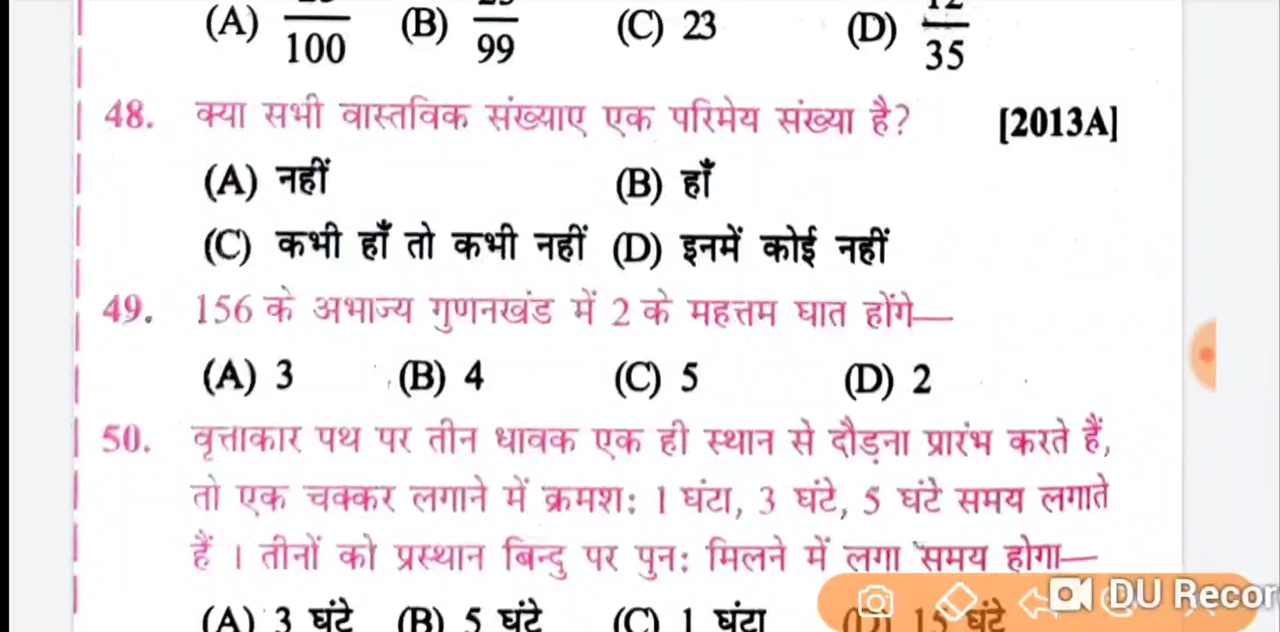 (A) /100 (B) /99 (C) 23 (D) /35
48. क्या सभी वास्तविक संख्याए एक परिमेय संख्या है? [2013A]
(A) नहीं (B) हाँ
(C) कभी हाँ तो कभी नहीं (D) इनमें कोई नहीं
49. 156 के अभाज्य गुणनखंड में 2 के महत्तम घात होंगे—
(A) 3 (B) 4 (C) 5 (D) 2
50. वृत्ताकार पथ पर तीन धावक एक ही स्थान से दौड़ना प्रारंभ करते हैं,
तो एक चक्कर लगाने में क्रमशः 1 घंटा, 3 घंटे, 5 घंटे समय लगाते
हैं । तीनों को प्रस्थान बिन्दु पर पुनः मिलने में लगा समय होगा—
(A) 3 घंटे (B) 5 घंटे (C) 1 घंटा (D) 15 घंटे
DU Recor